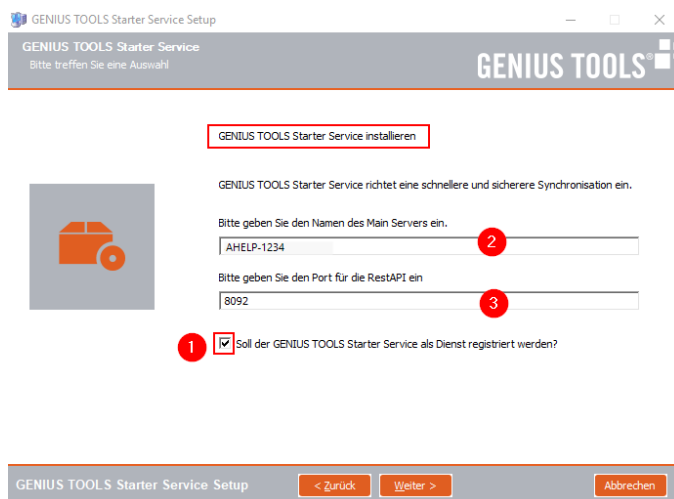 GENIUS TOOLS Starter Service Setup
GENIUS TOOLS Starter Service
Bitte treffen Sie eine Auswahl
GENIUS TOOLS®
GENIUS TOOLS Starter Service installieren
GENIUS TOOLS Starter Service richtet eine schnellere und sicherere Synchronisation ein.
Bitte geben Sie den Namen des Main Servers ein.
AHELP-1234
2
Bitte geben Sie den Port für die RestAPI ein
8092
3
1
Soll der GENIUS TOOLS Starter Service als Dienst registriert werden?
GENIUS TOOLS Starter Service Setup
< Zurück
Weiter >
Abbrechen